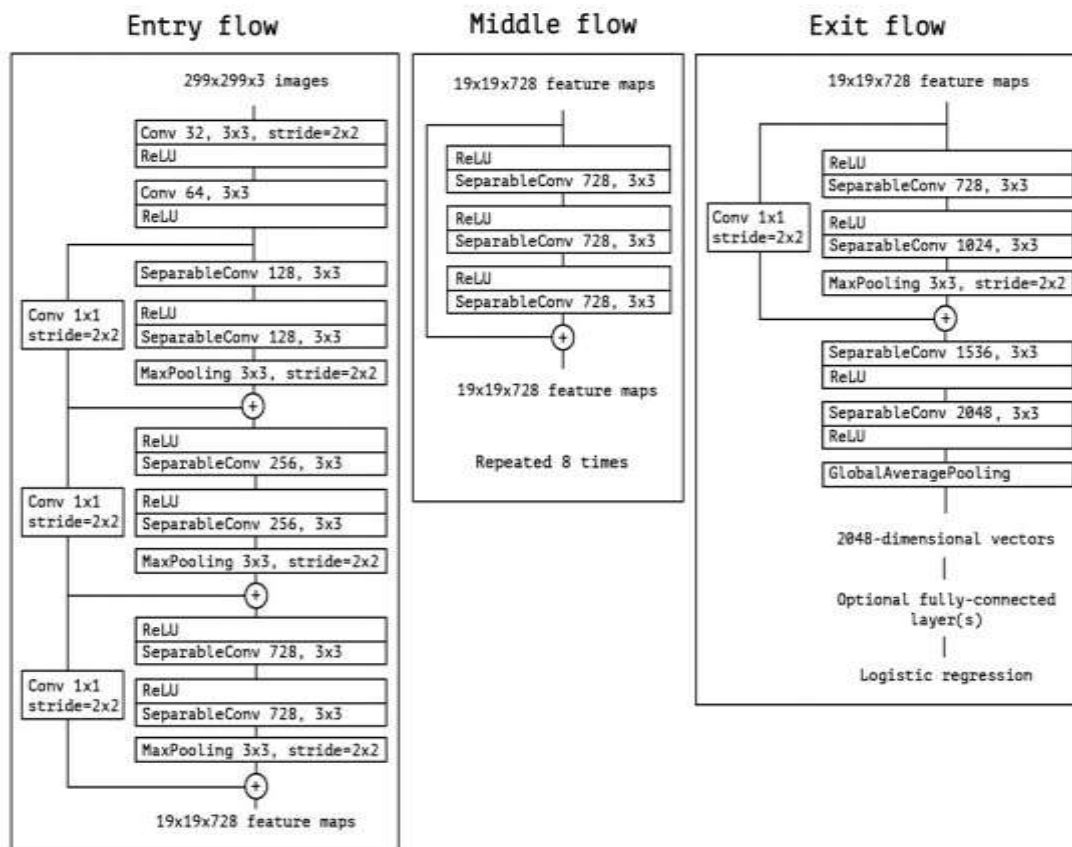 Entry flow
299x299x3 images
Conv 32, 3x3, stride=2x2
ReLU
Conv 64, 3x3
ReLU
SeparableConv 128, 3x3
Conv 1x1
stride=2x2
ReLU
SeparableConv 128, 3x3
MaxPooling 3x3, stride=2x2
+
ReLU
SeparableConv 256, 3x3
Conv 1x1
stride=2x2
ReLU
SeparableConv 256, 3x3
MaxPooling 3x3, stride=2x2
+
ReLU
SeparableConv 728, 3x3
Conv 1x1
stride=2x2
ReLU
SeparableConv 728, 3x3
MaxPooling 3x3, stride=2x2
+
19x19x728 feature maps
Middle flow
19x19x728 feature maps
ReLU
SeparableConv 728, 3x3
ReLU
SeparableConv 728, 3x3
ReLU
SeparableConv 728, 3x3
+
19x19x728 feature maps
Repeated 8 times
Exit flow
19x19x728 feature maps
ReLU
SeparableConv 728, 3x3
Conv 1x1
stride=2x2
ReLU
SeparableConv 1024, 3x3
MaxPooling 3x3, stride=2x2
+
SeparableConv 1536, 3x3
ReLU
SeparableConv 2048, 3x3
ReLU
GlobalAveragePooling
2048-dimensional vectors
Optional fully-connected
layer(s)
Logistic regression